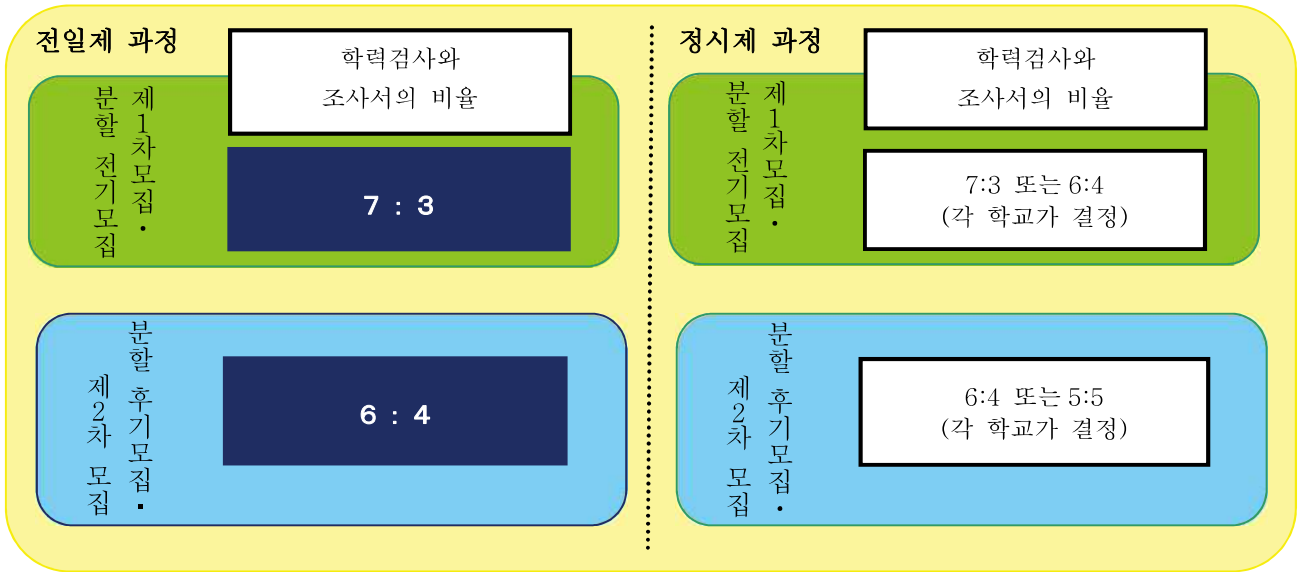 전일제 과정
학력검사와
조사서의 비율
제1차모집·
분할 전기모집
7 : 3
분할 후기모집·
제2차 모집
6 : 4
정시제 과정
학력검사와
조사서의 비율
제1차모집·
분할 전기모집
7:3 또는 6:4
(각 학교가 결정)
분할 후기모집·
제2차 모집
6:4 또는 5:5
(각 학교가 결정)